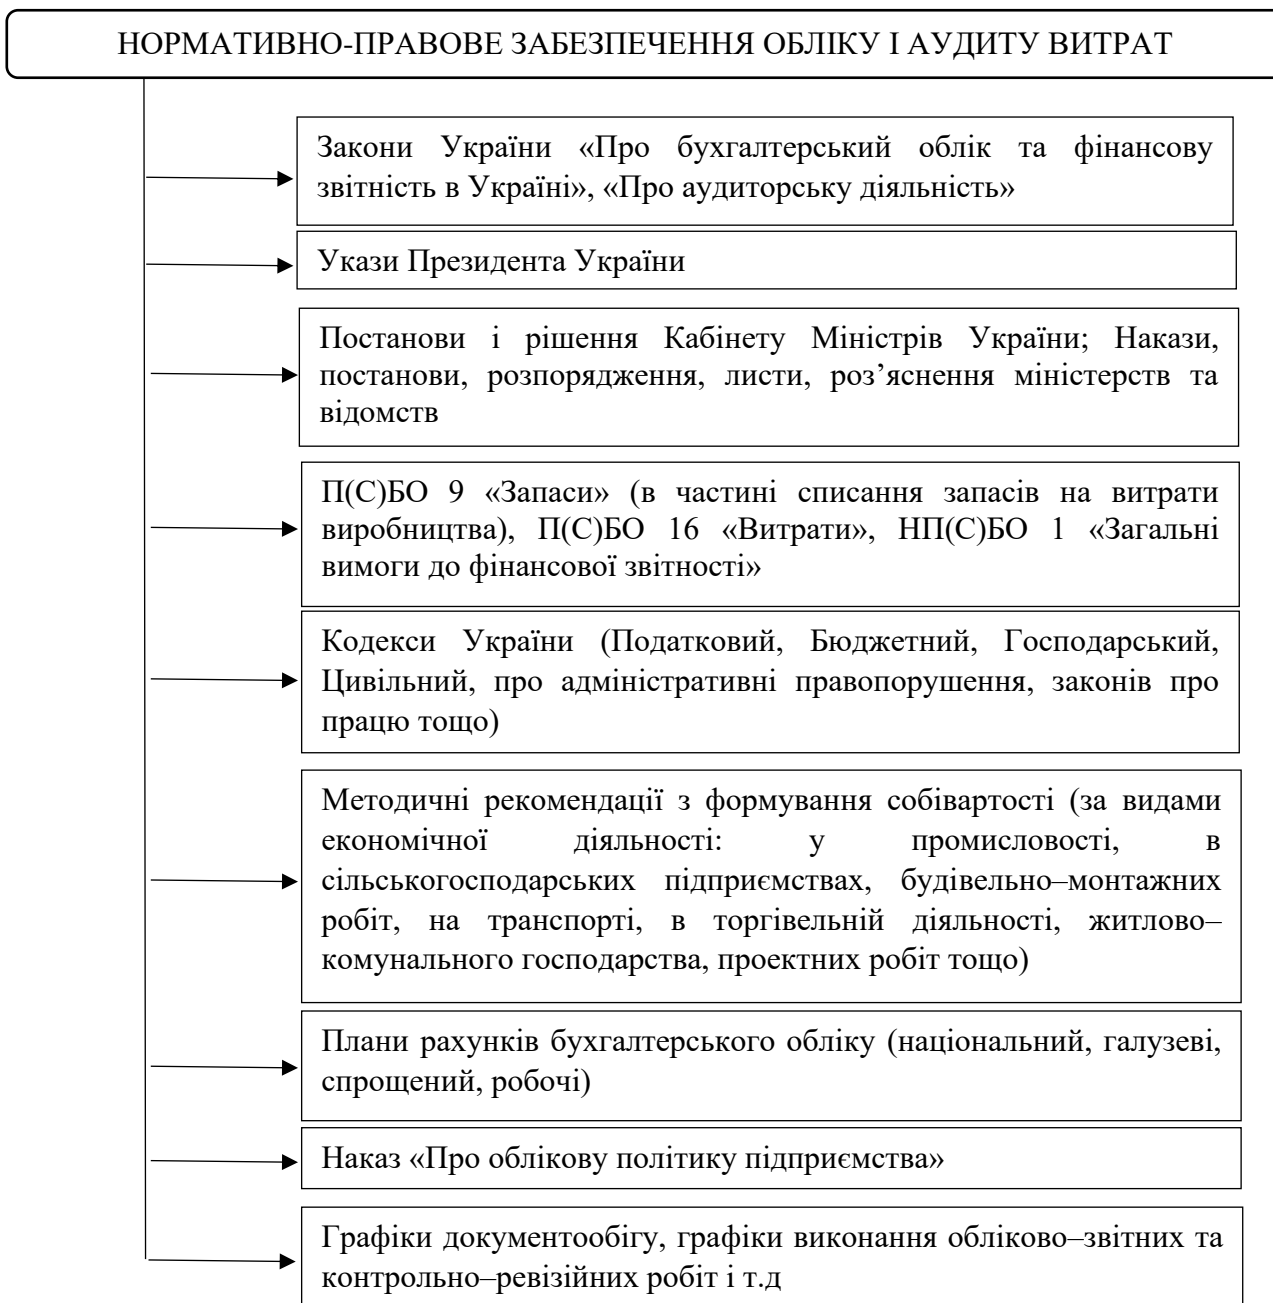 НОРМАТИВНО-ПРАВОВЕ ЗАБЕЗПЕЧЕННЯ ОБЛІКУ І АУДИТУ ВИТРАТ
Закони України «Про бухгалтерський облік та фінансову
звітність в Україні», «Про аудиторську діяльність»
Укази Президента України
Постанови і рішення Кабінету Міністрів України; Накази,
постанови, розпорядження, листи, роз’яснення міністерств та
відомств
П(С)БО 9 «Запаси» (в частині списання запасів на витрати
виробництва), П(С)БО 16 «Витрати», НП(С)БО 1 «Загальні
вимоги до фінансової звітності»
Кодекси України (Податковий, Бюджетний, Господарський,
Цивільний, про адміністративні правопорушення, законів про
працю тощо)
Методичні рекомендації з формування собівартості (за видами
економічної діяльності: у промисловості, в
сільськогосподарських підприємствах, будівельно–монтажних
робіт, на транспорті, в торгівельній діяльності, житлово–
комунального господарства, проектних робіт тощо)
Плани рахунків бухгалтерського обліку (національний, галузеві,
спрощений, робочі)
Наказ «Про облікову політику підприємства»
Графіки документообігу, графіки виконання обліково–звітних та
контрольно–ревізійних робіт і т.д